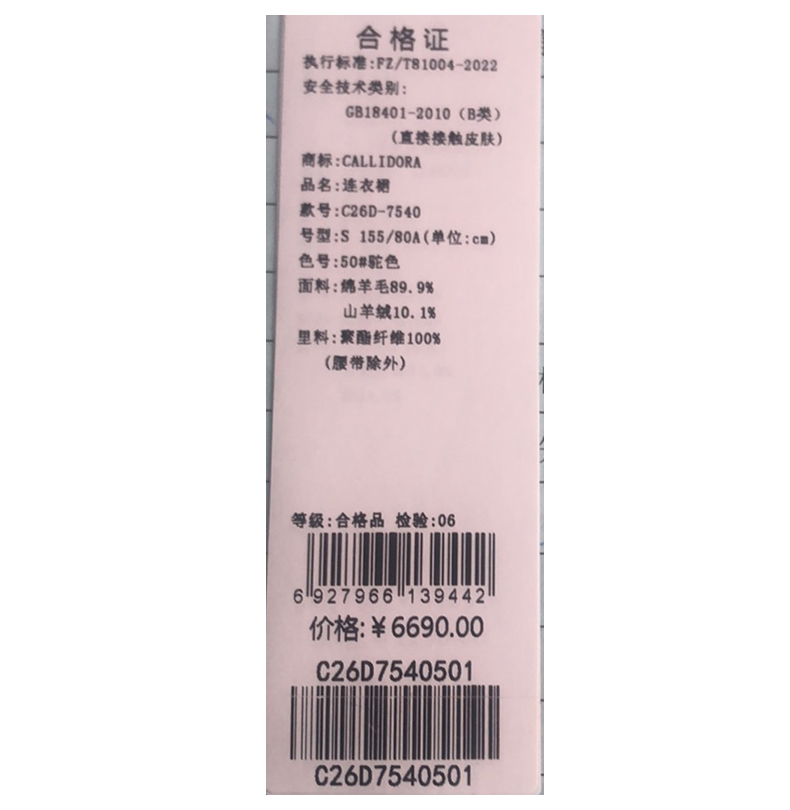 合格证
执行标准:FZ/T81004-2022
安全技术类别:
GB18401-2010（B类）
(直接接触皮肤)
商标:CALLIDORA
品名:连衣裙
款号:C26D-7540
号型:S 155/80A(单位:cm)
色号:50#驼色
面料:绵羊毛89.9%
山羊绒10.1%
里料:聚酯纤维100%
(腰带除外)
等级:合格品 检验:06
6 927966 139442
价格:￥6690.00
C26D7540501
C26D7540501